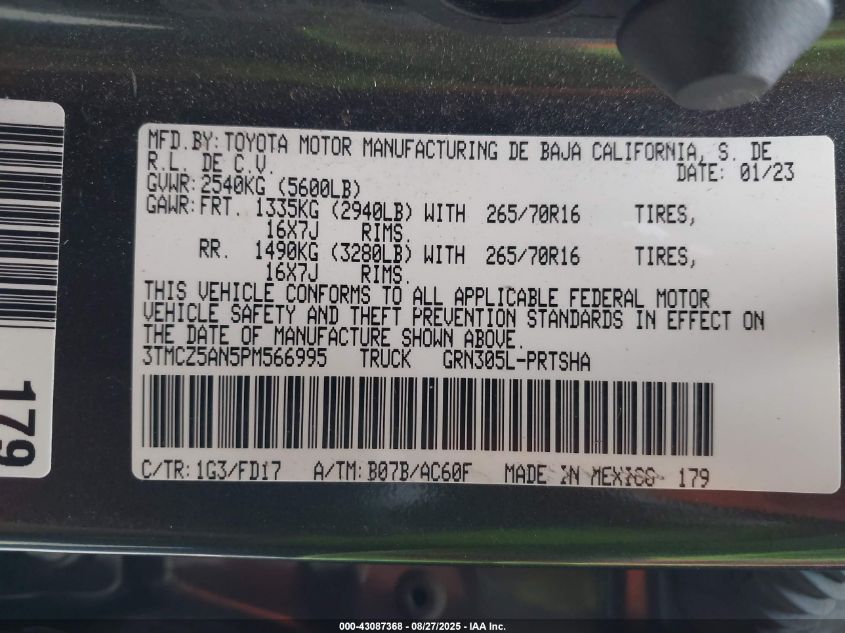 MFD.BY:TOYOTA MOTOR MANUFACTURING DE BAJA CALIFORNIA, S. DE
R.L. DE C.V. DATE: 01/23
GVWR:2540KG (5600LB)
GAWR:FRT. 1335KG (2940LB) WITH 265/70R16 TIRES,
16X7J RIMS.
RR. 1490KG (3280LB) WITH 265/70R16 TIRES,
16X7J RIMS.
THIS VEHICLE CONFORMS TO ALL APPLICABLE FEDERAL MOTOR
VEHICLE SAFETY AND THEFT PREVENTION STANDARDS IN EFFECT ON
THE DATE OF MANUFACTURE SHOWN ABOVE.
3TMCZ5AN5PM566995 TRUCK GRN305L-PRTSHA
C/TR:1G3/FD17 A/TM:B07B/AC60F MADE IN 179
179
000-43087368 - 08/27/2025 - IAA Inc.